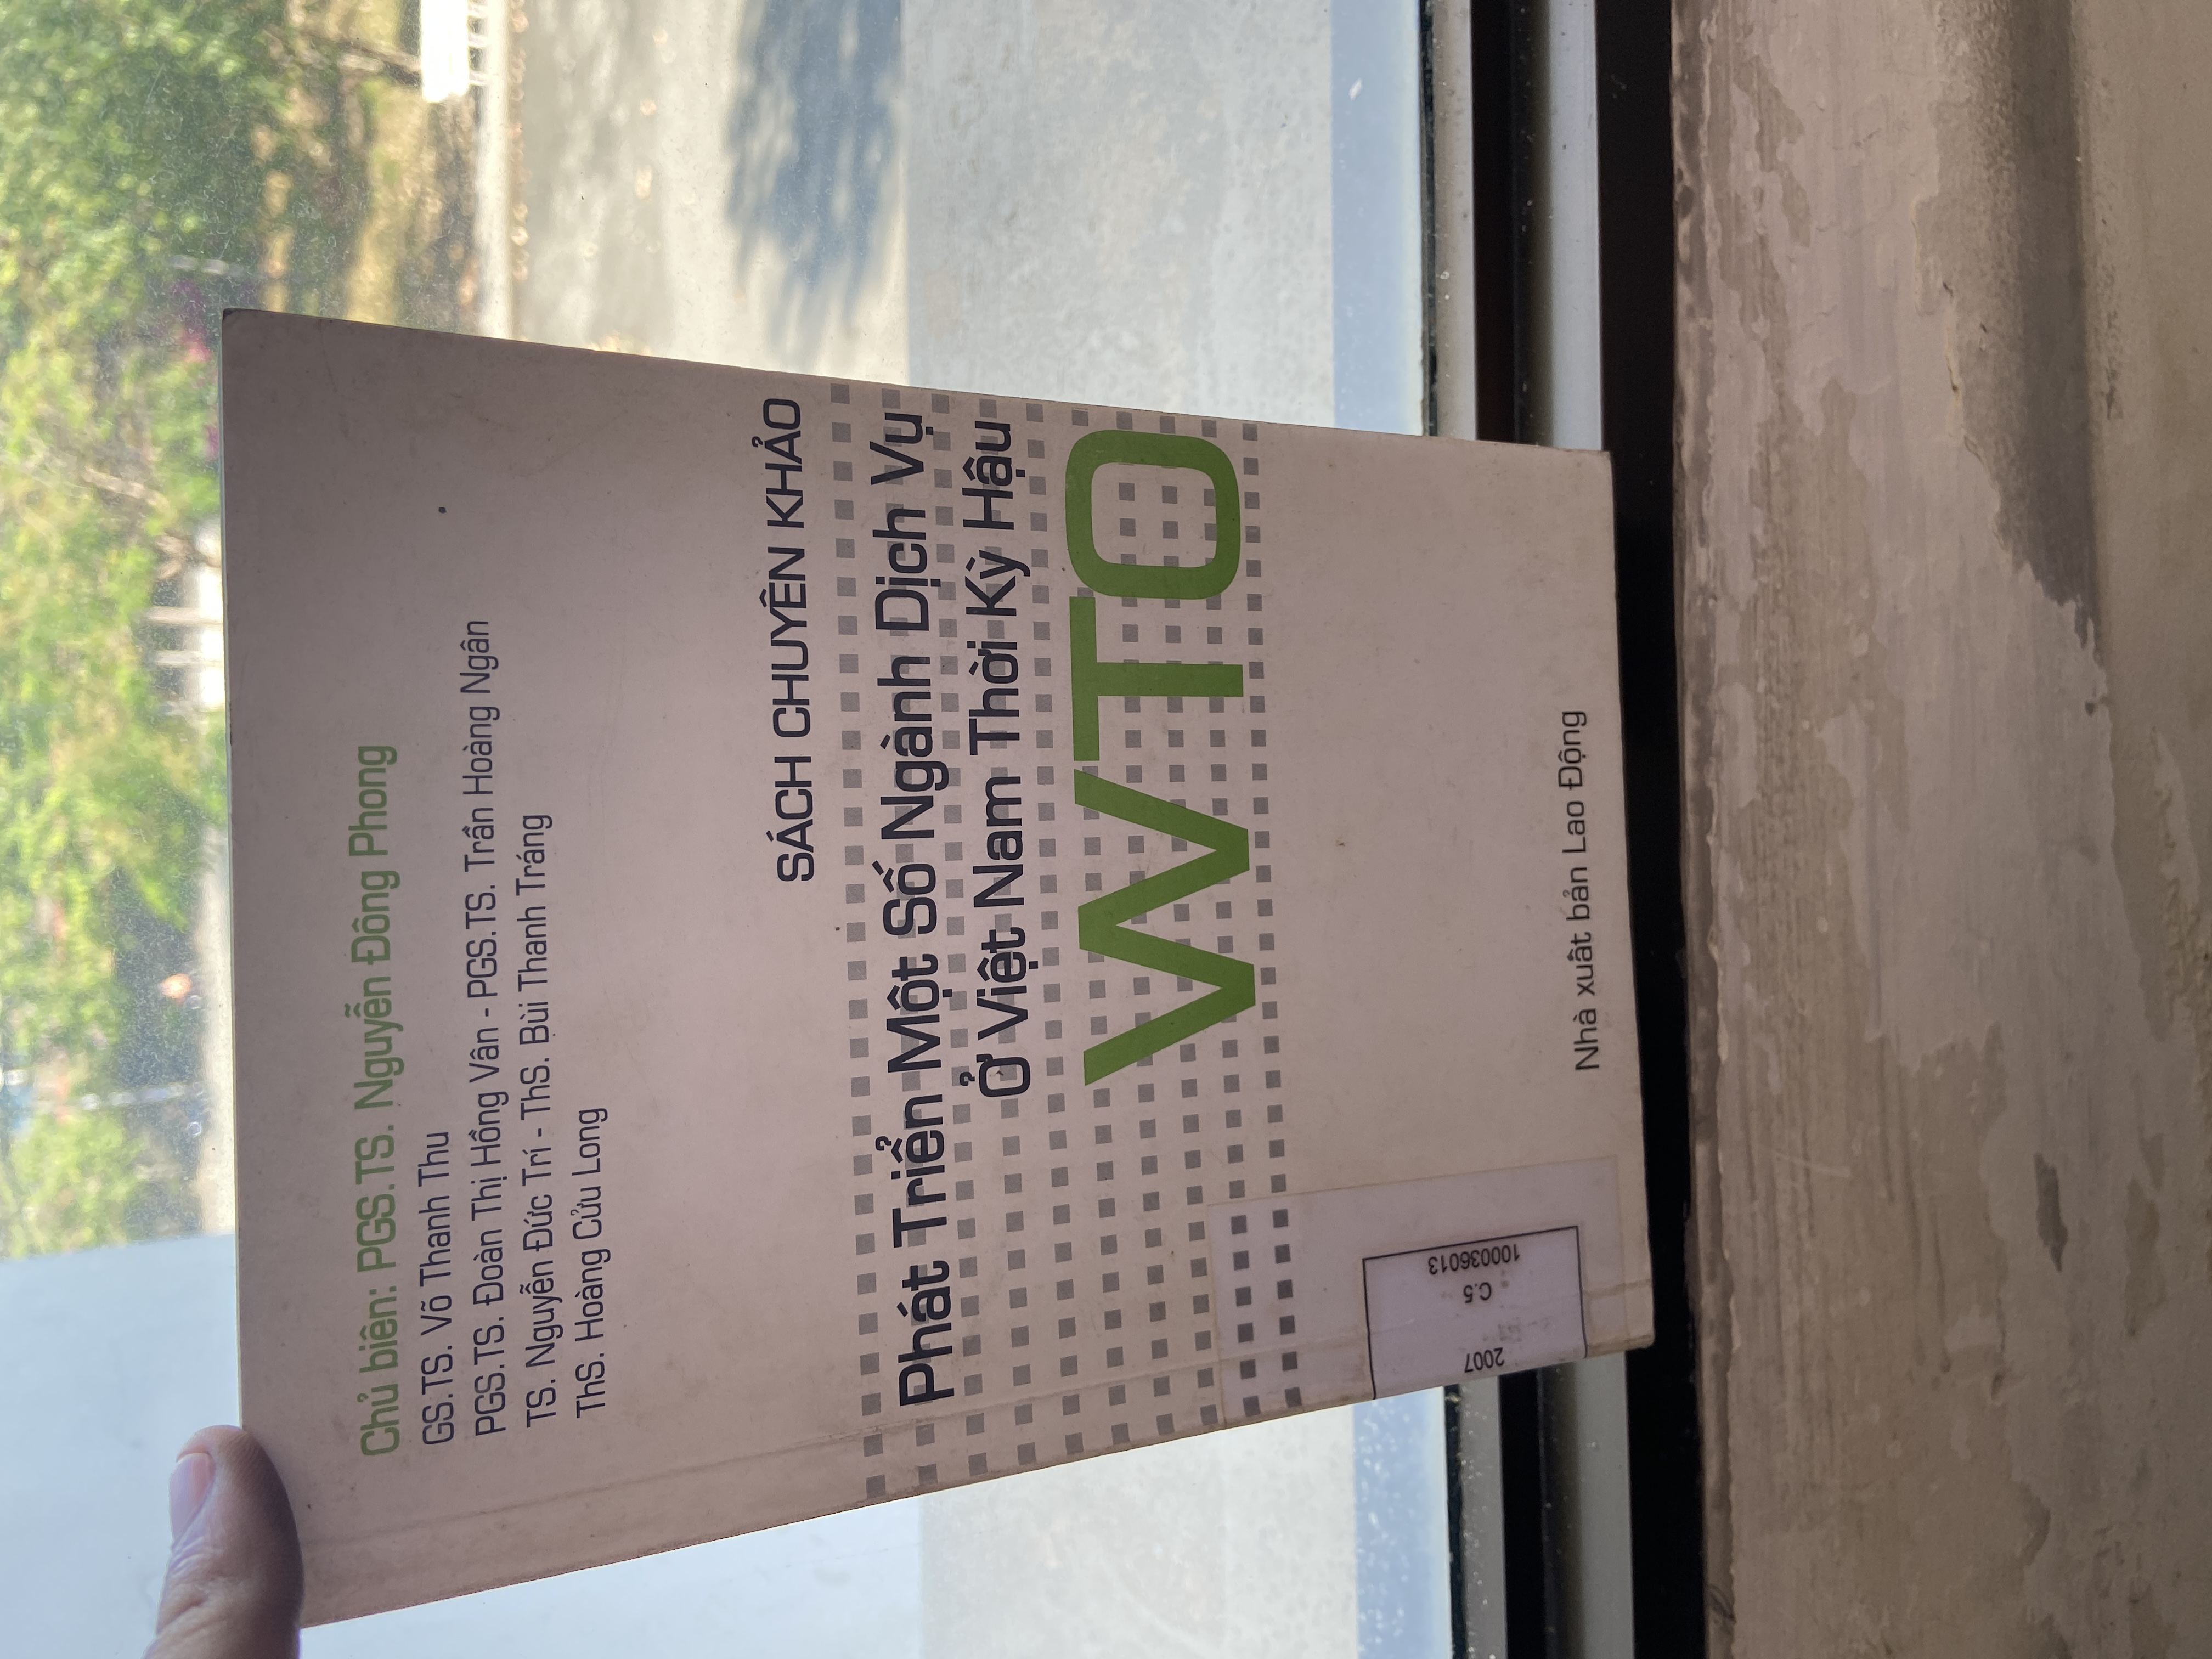 Chủ biên: PGS.TS. Nguyễn Đông Phong
GS.TS. Võ Thanh Thu
PGS.TS. Đoàn Thị Hồng Vân - PGS.TS. Trần Hoàng Ngân
TS. Nguyễn Đức Trí - ThS. Bùi Thanh Tráng
ThS. Hoàng Cửu Long
SÁCH CHUYÊN KHẢO
Phát Triển Một Số Ngành Dịch Vụ
Ở Việt Nam Thời Kỳ Hậu
WTO
2007
C.5
100036013
Nhà xuất bản Lao Động